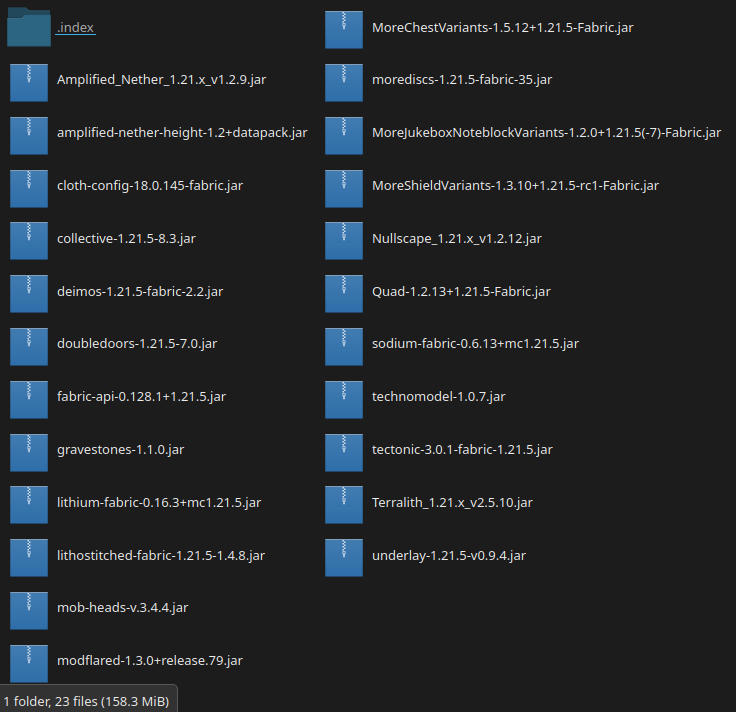 .index
Amplified_Nether_1.21.x_v1.2.9.jar
amplified-nether-height-1.2+datapack.jar
cloth-config-18.0.145-fabric.jar
collective-1.21.5-8.3.jar
deimos-1.21.5-fabric-2.2.jar
doubledoors-1.21.5-7.0.jar
fabric-api-0.128.1+1.21.5.jar
gravestones-1.1.0.jar
lithium-fabric-0.16.3+mc1.21.5.jar
lithostitched-fabric-1.21.5-1.4.8.jar
mob-heads-v.3.4.4.jar
modflared-1.3.0+release.79.jar
MoreChestVariants-1.5.12+1.21.5-Fabric.jar
morediscs-1.21.5-fabric-35.jar
MoreJukeboxNoteblockVariants-1.2.0+1.21.5(-7)-Fabric.jar
MoreShieldVariants-1.3.10+1.21.5-rc1-Fabric.jar
Nullscape_1.21.x_v1.2.12.jar
Quad-1.2.13+1.21.5-Fabric.jar
sodium-fabric-0.6.13+mc1.21.5.jar
technomodel-1.0.7.jar
tectonic-3.0.1-fabric-1.21.5.jar
Terralith_1.21.x_v2.5.10.jar
underlay-1.21.5-v0.9.4.jar
1 folder, 23 files (158.3 MiB)